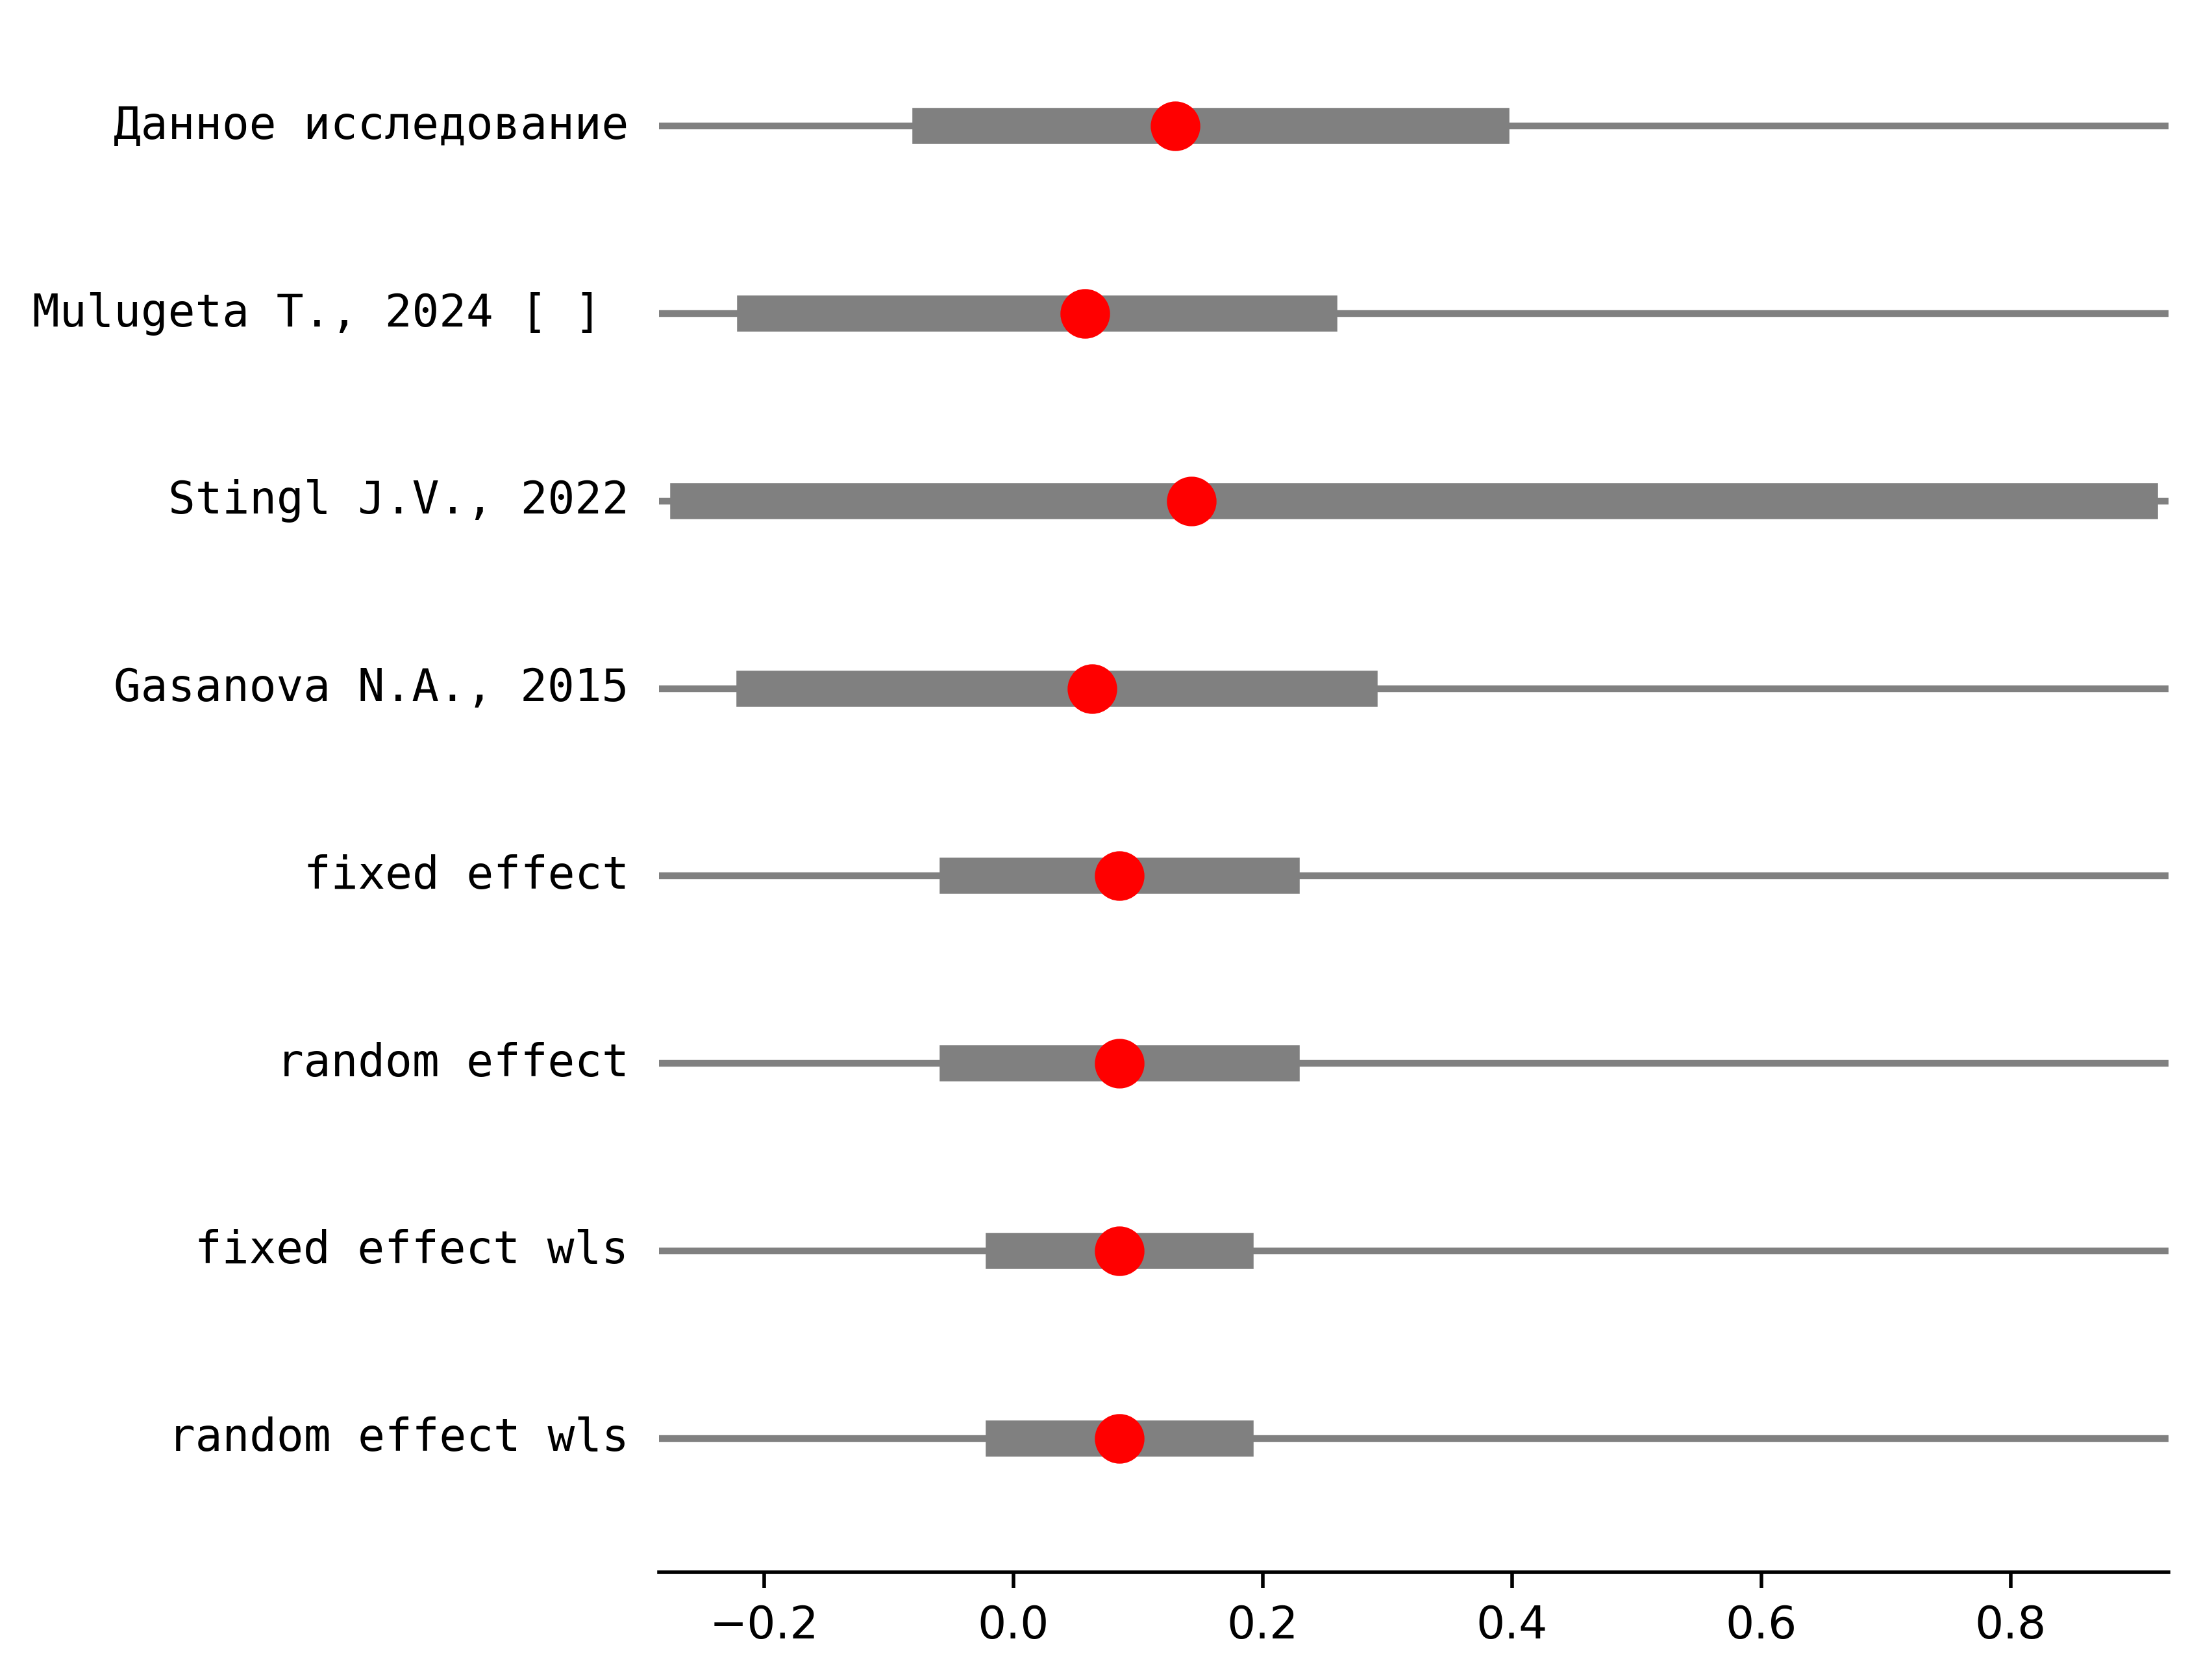 Данное исследование
Mulugeta T., 2024 [ ]
Stingl J.V., 2022
Gasanova N.A., 2015
fixed effect
random effect
fixed effect wls
random effect wls
−0.2 0.0 0.2 0.4 0.6 0.8